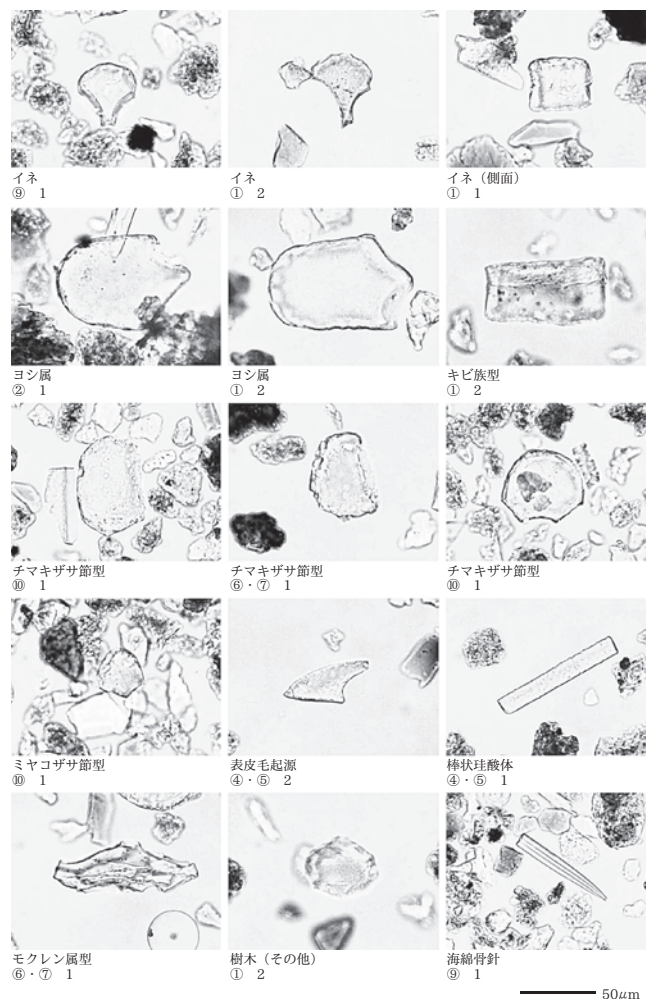 イネ
⑨ 1
イネ
① 2
イネ（側面）
① 1
ヨシ属
② 1
ヨシ属
① 2
キビ族型
① 2
チマキザサ節型
⑩ 1
チマキザサ節型
⑥・⑦ 1
チマキザサ節型
⑩ 1
ミヤコザサ節型
⑩ 1
表皮毛起源
④・⑤ 2
棒状珪酸体
④・⑤ 1
モクレン属型
⑥・⑦ 1
樹木（その他）
① 2
海綿骨針
⑨ 1
50μm